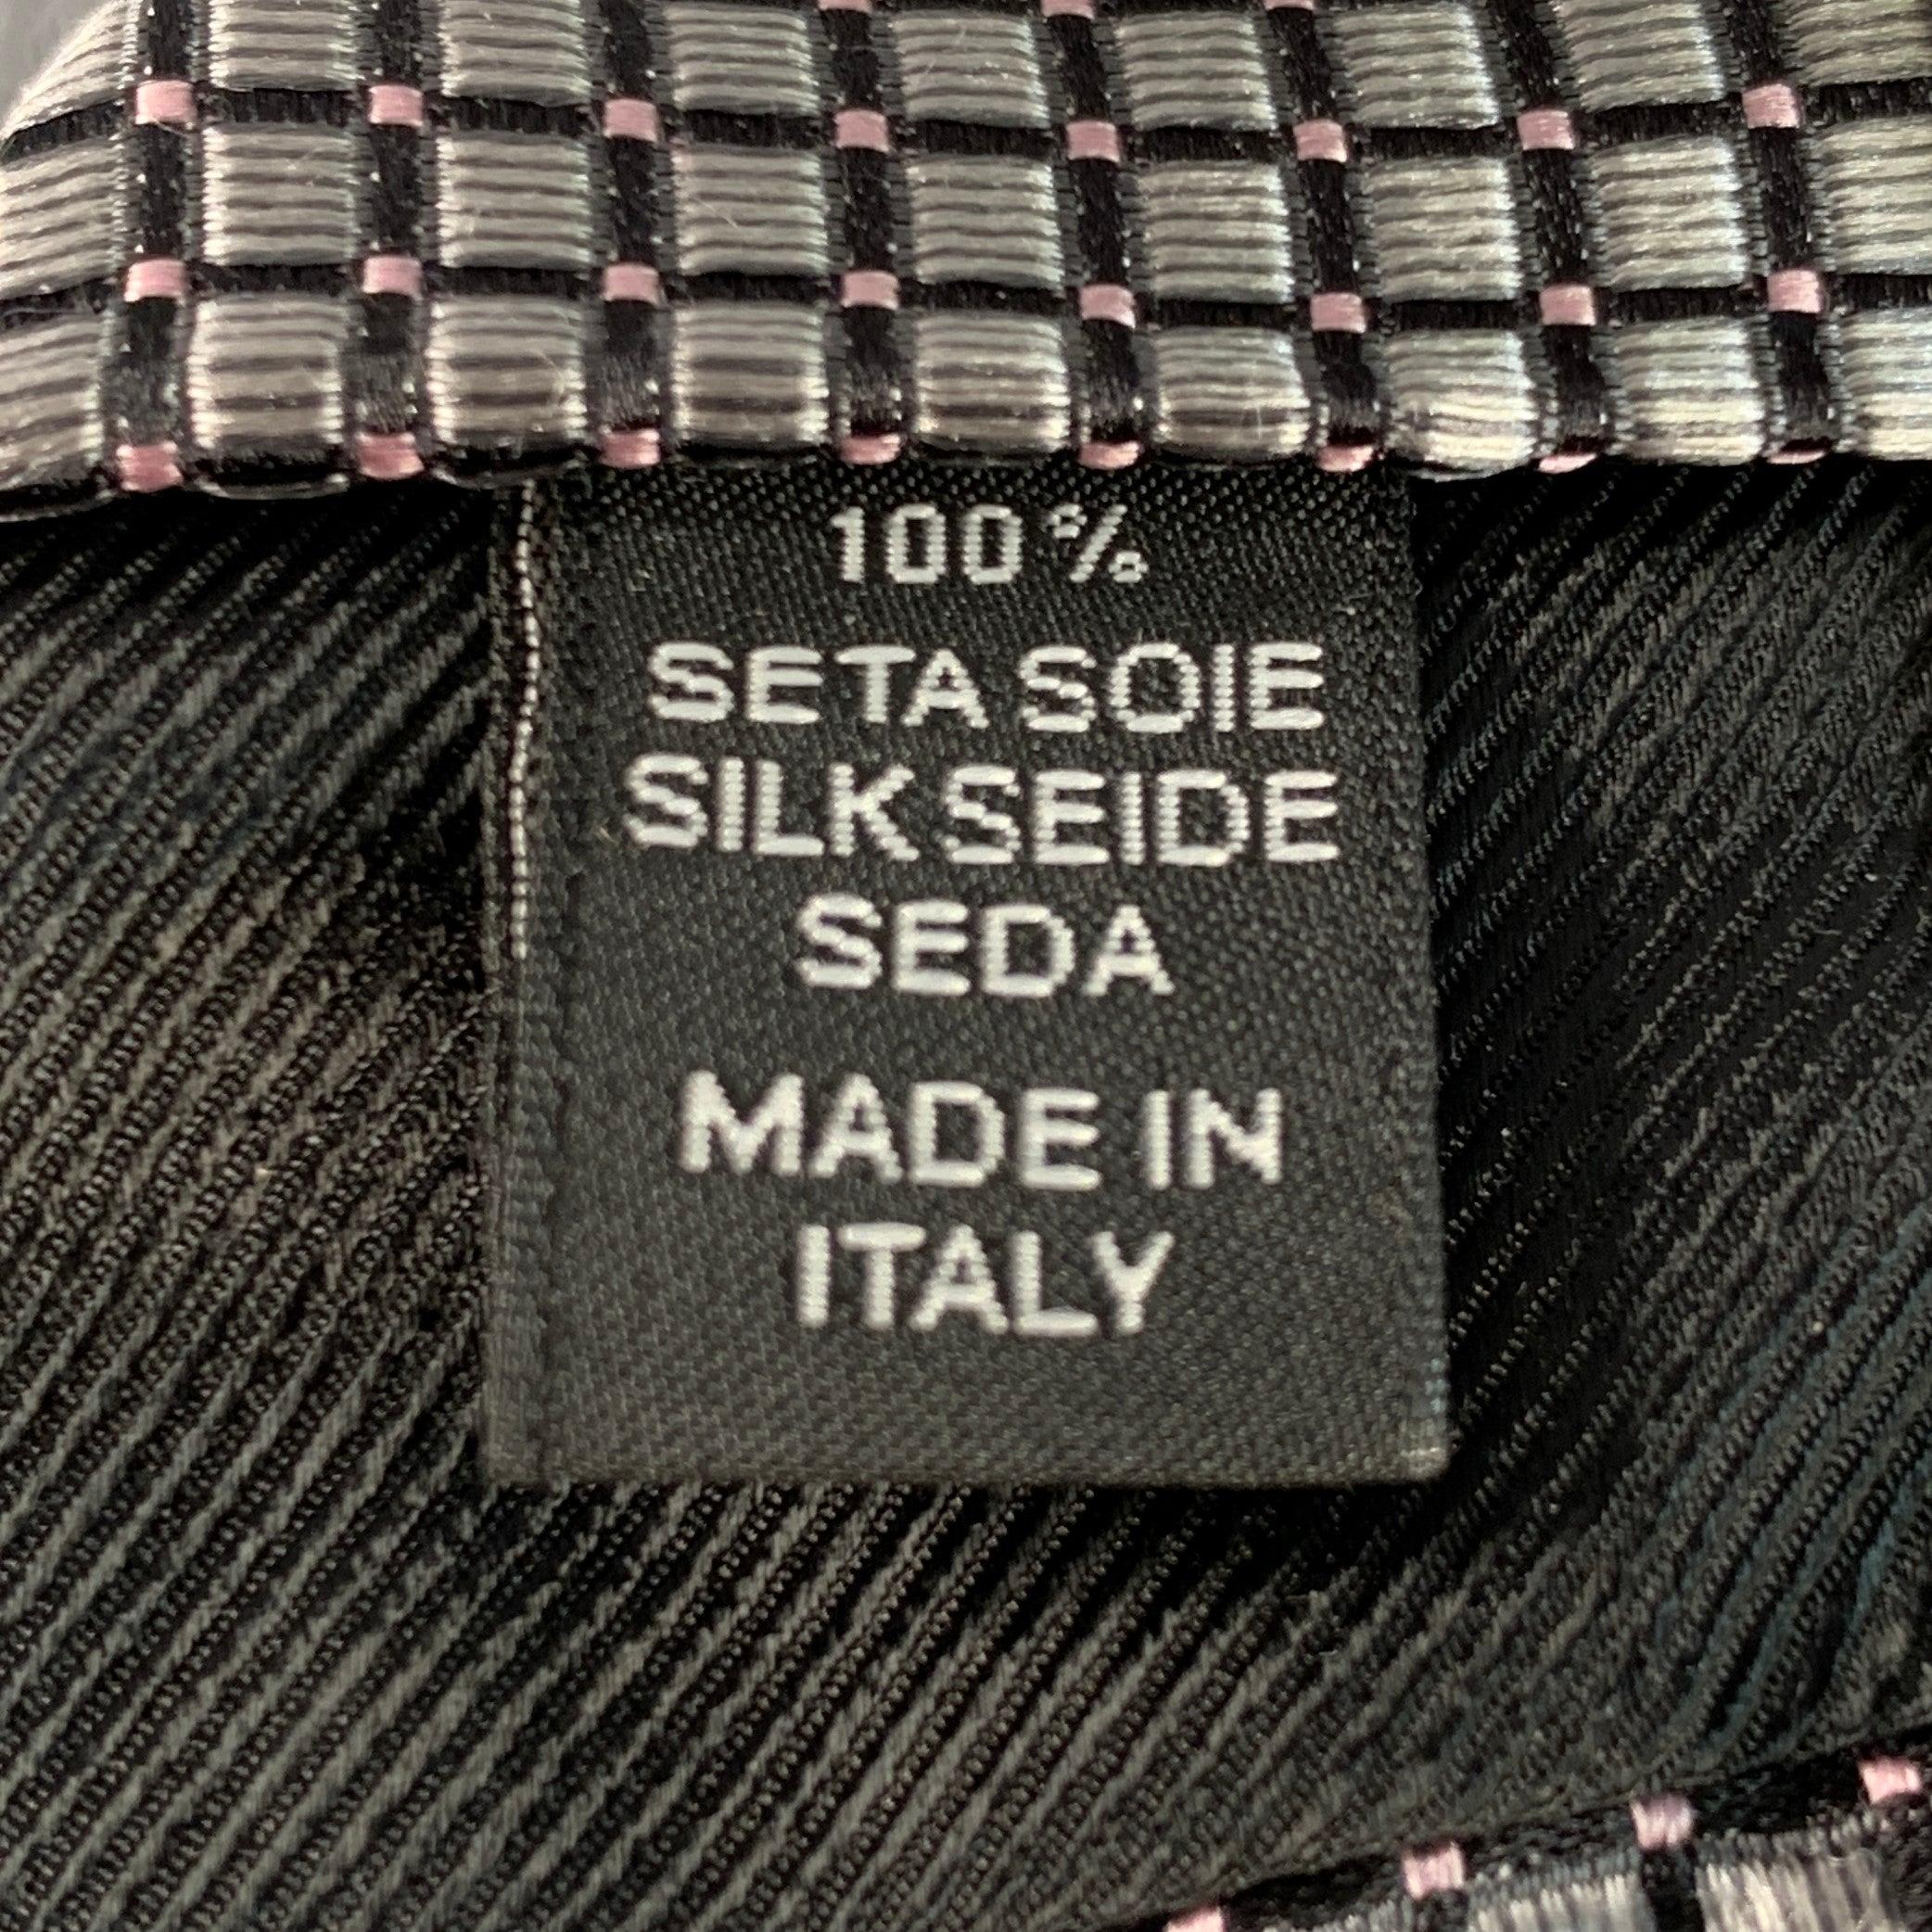 100%
SETA SOIE
SILK SEIDE
SEDA
MADE IN
ITALY